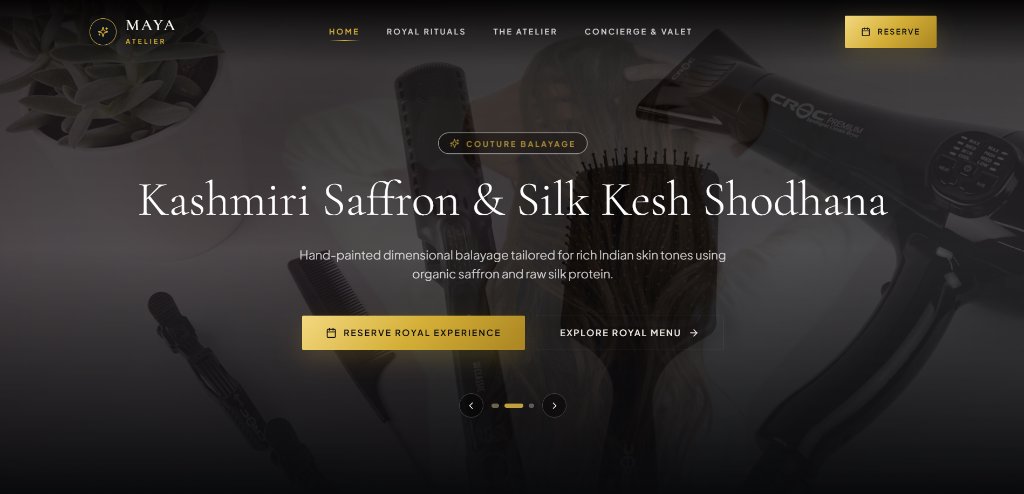 MAYA
ATELIER
HOME
ROYAL RITUALS
THE ATELIER
CONCIERGE & VALET
RESERVE
CROC PREMIUM
COUTURE BALAYAGE
Kashmiri Saffron & Silk Kesh Shodhana
Hand-painted dimensional balayage tailored for rich Indian skin tones using
organic saffron and raw silk protein.
RESERVE ROYAL EXPERIENCE
EXPLORE ROYAL MENU